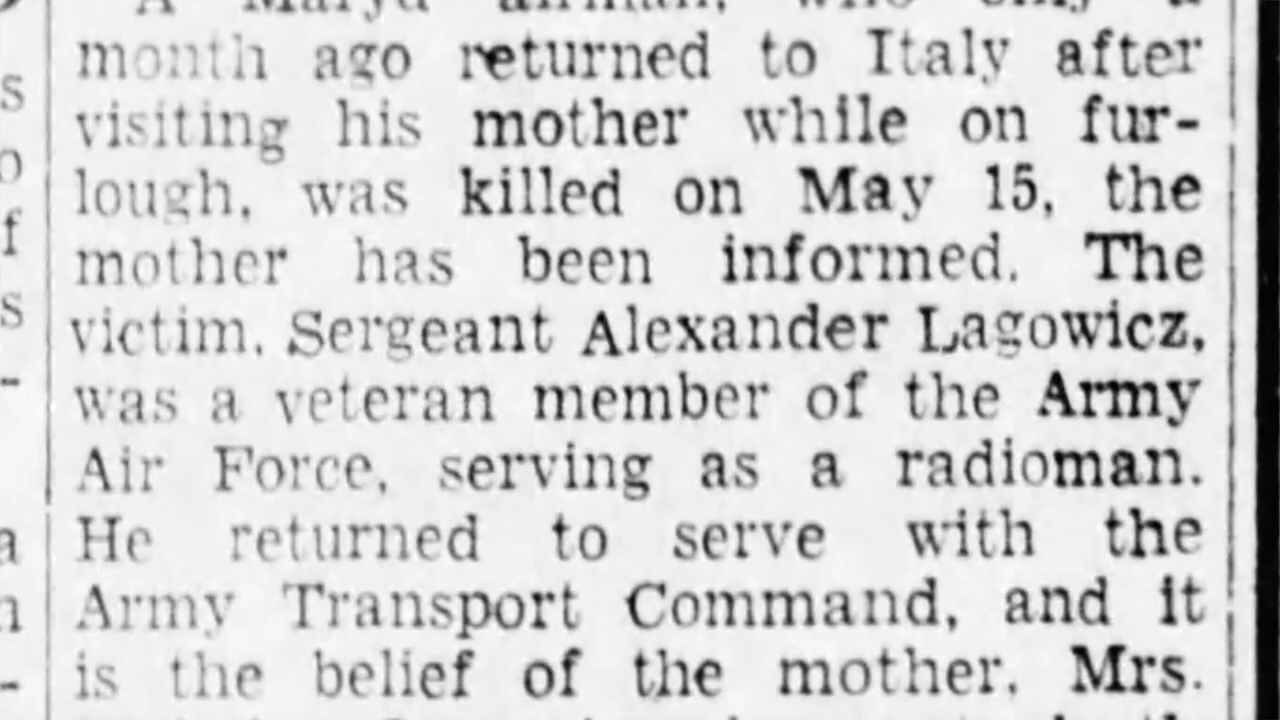 month ago returned to Italy after
visiting his mother while on fur-
lough, was killed on May 15, the
mother has been informed. The
victim, Sergeant Alexander Lagowicz,
was a veteran member of the Army
Air Force, serving as a radioman.
He returned to serve with the
Army Transport Command, and it
is the belief of the mother, Mrs.